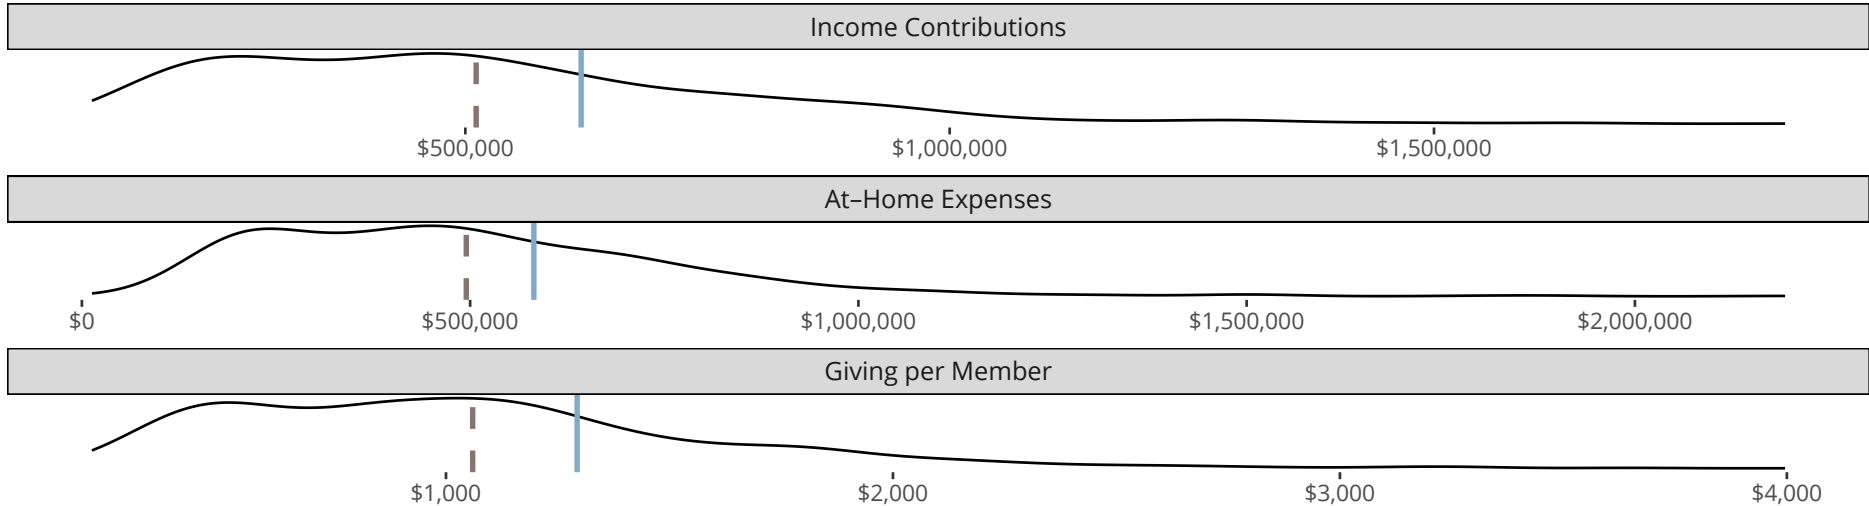 Income Contributions
$500,000 $1,000,000 $1,500,000
At–Home Expenses
$0 $500,000 $1,000,000 $1,500,000 $2,000,000
Giving per Member
$1,000 $2,000 $3,000 $4,000